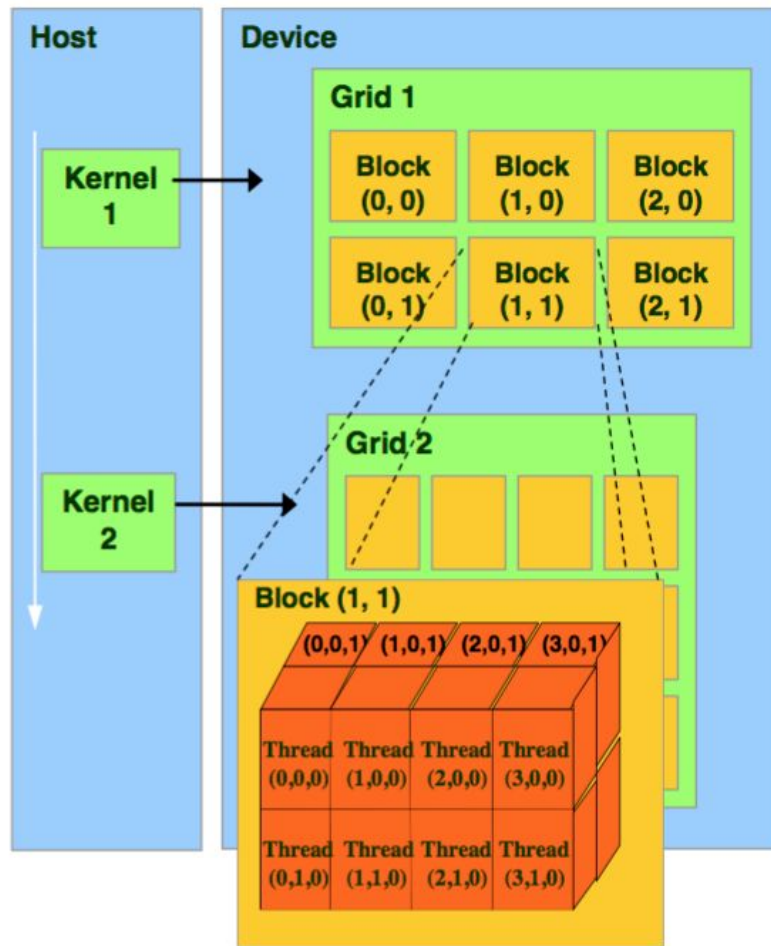 Host
Device
Grid 1
Kernel
1
Block
(0, 0)
Block
(1, 0)
Block
(2, 0)
Block
(0, 1)
Block
(1, 1)
Block
(2, 1)
Grid 2
Kernel
2
Block (1, 1)
(0,0,1)
(1,0,1)
(2,0,1)
(3,0,1)
Thread
(0,0,0)
Thread
(1,0,0)
Thread
(2,0,0)
Thread
(3,0,0)
Thread
(0,1,0)
Thread
(1,1,0)
Thread
(2,1,0)
Thread
(3,1,0)